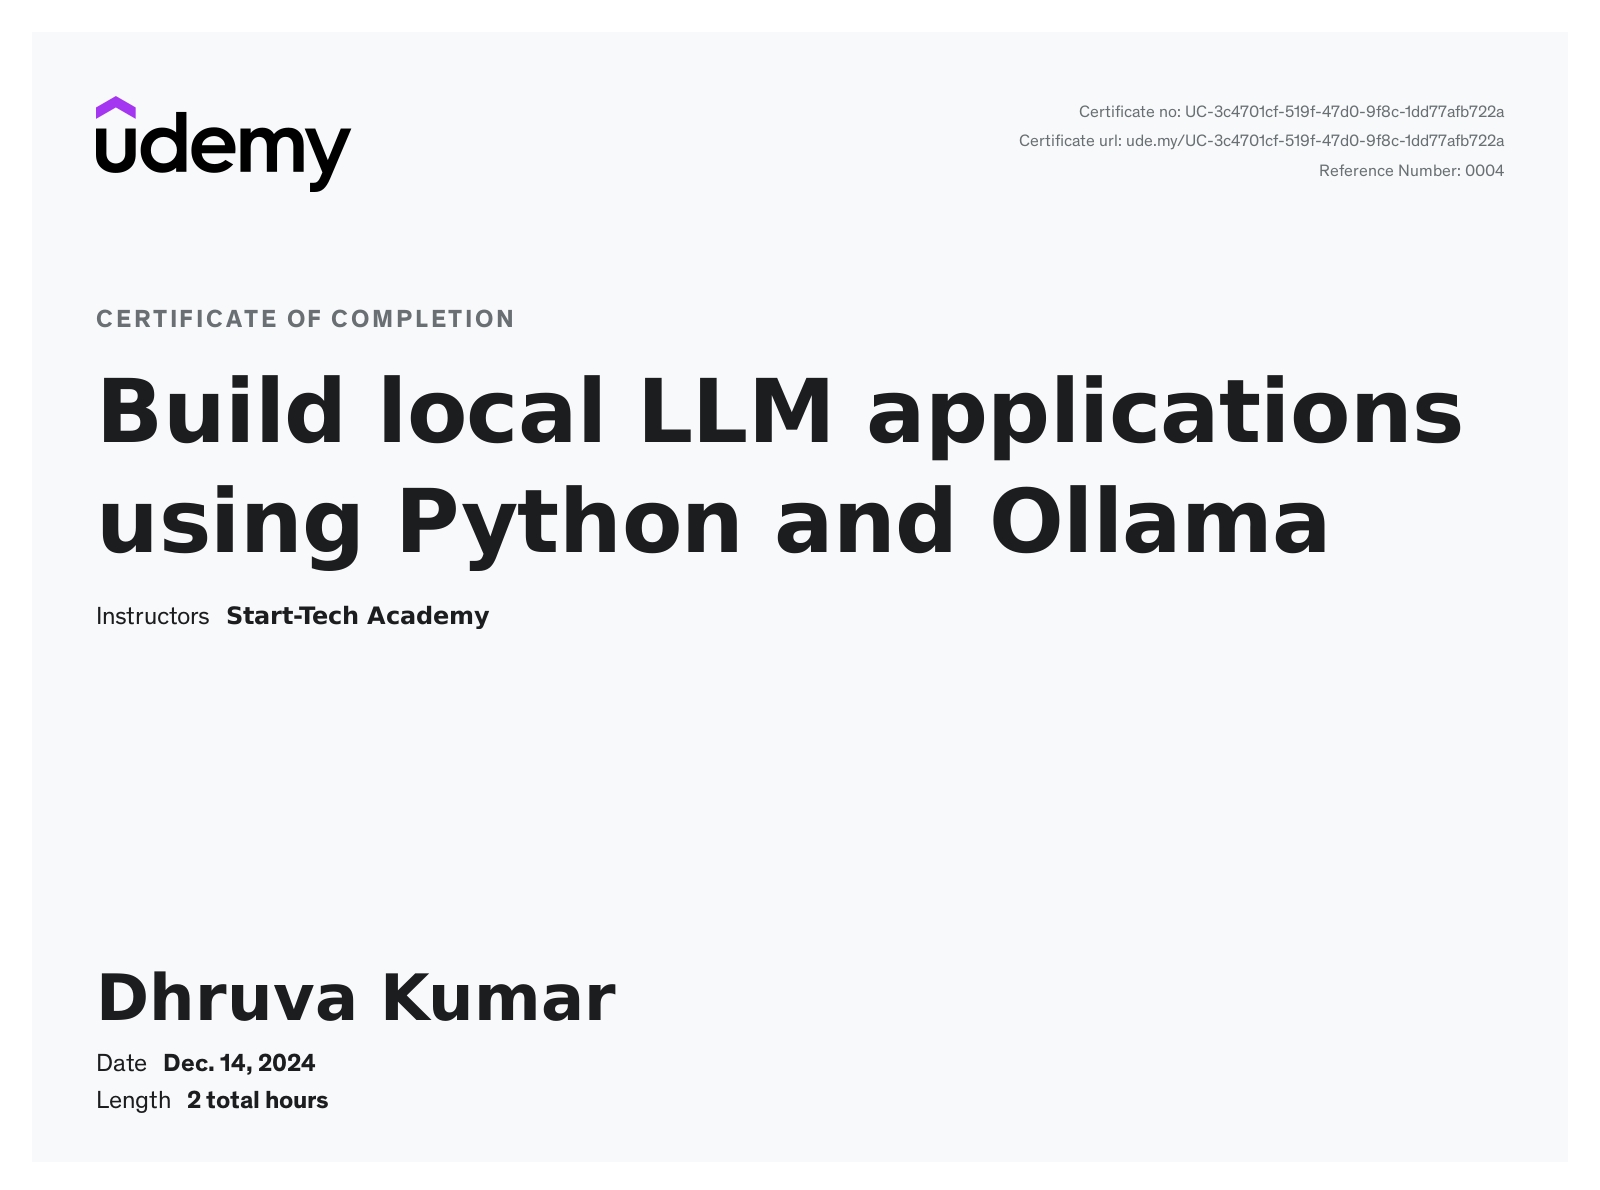 udemy
Certificate no: UC-3c4701cf-519f-47d0-9f8c-1dd77afb722a
Certificate url: ude.my/UC-3c4701cf-519f-47d0-9f8c-1dd77afb722a
Reference Number: 0004
CERTIFICATE OF COMPLETION
Build local LLM applications
using Python and Ollama
Instructors Start-Tech Academy
Dhruva Kumar
Date Dec. 14, 2024
Length 2 total hours